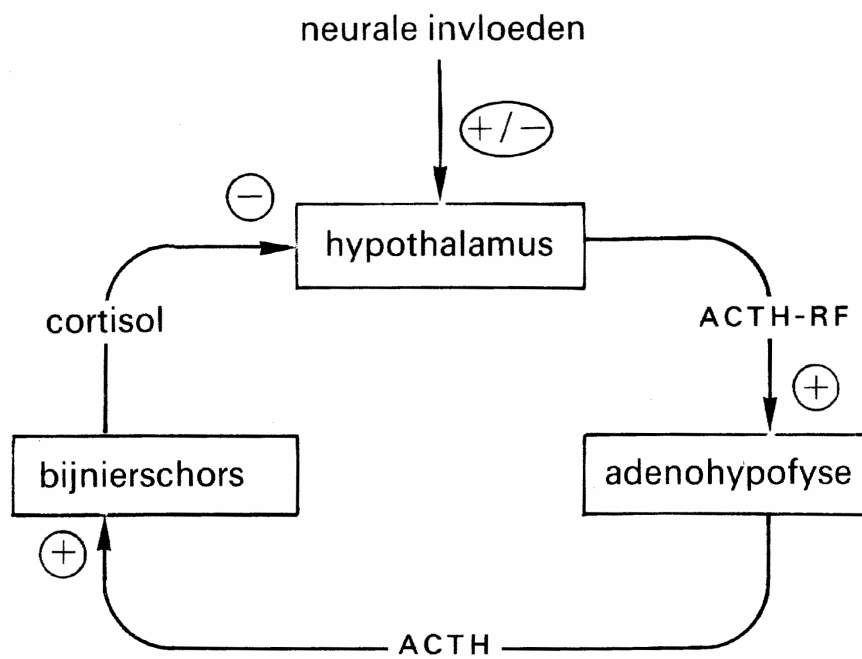 neurale invloeden
+/−
−
hypothalamus
cortisol
ACTH-RF
+
bijnierschors
adenohypofyse
+
ACTH